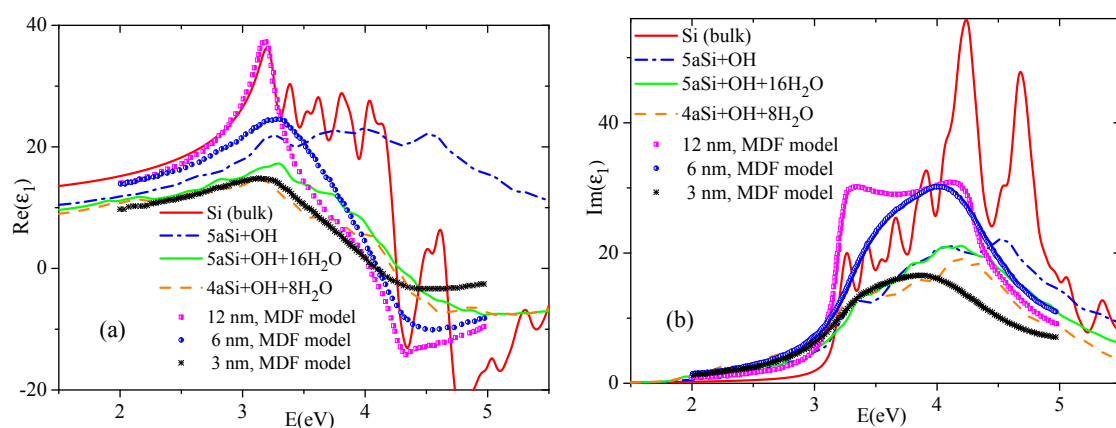 40
30
20
10
0
-20
Re(ε₁)
Si (bulk)
5aSi+OH
5aSi+OH+16H₂O
4aSi+OH+8H₂O
12 nm, MDF model
6 nm, MDF model
3 nm, MDF model
(a)
2
3
4
5
E(eV)
Im(ε₁)
40
20
0
Si (bulk)
5aSi+OH
5aSi+OH+16H₂O
4aSi+OH+8H₂O
12 nm, MDF model
6 nm, MDF model
3 nm, MDF model
(b)
2
3
4
5
E(eV)